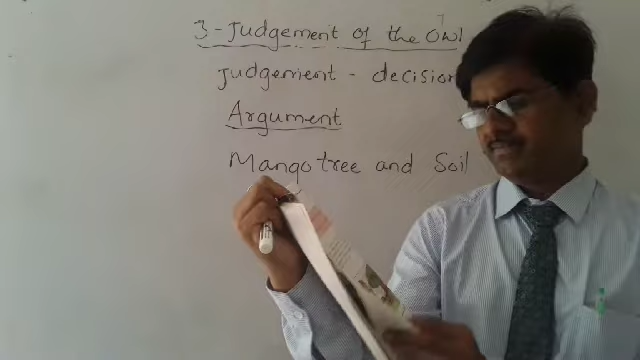 3-Judgement of the Owl
Judgement - decision
Argument
Mango tree and Soil